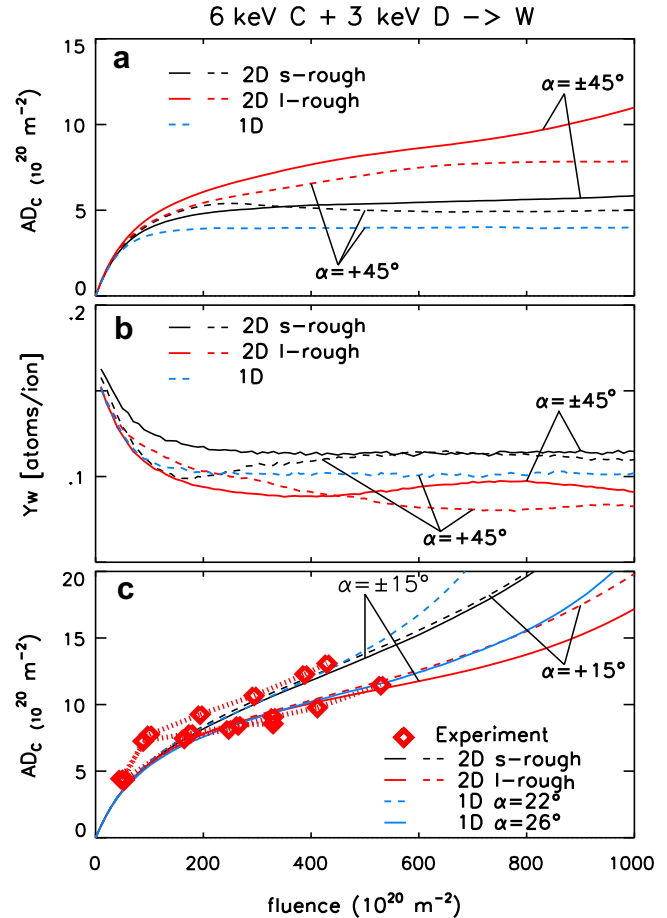 6 keV C + 3 keV D -> W
a
15
10
5
0
AD_C (10^20 m^-2)
2D s-rough
2D l-rough
1D
α=±45°
α=+45°
b
.2
.1
Y_W [atoms/ion]
2D s-rough
2D l-rough
1D
α=±45°
α=+45°
c
20
15
10
5
0
AD_C (10^20 m^-2)
α=±15°
α=+15°
Experiment
2D s-rough
2D l-rough
1D α=22°
1D α=26°
0 200 400 600 800 1000
fluence (10^20 m^-2)